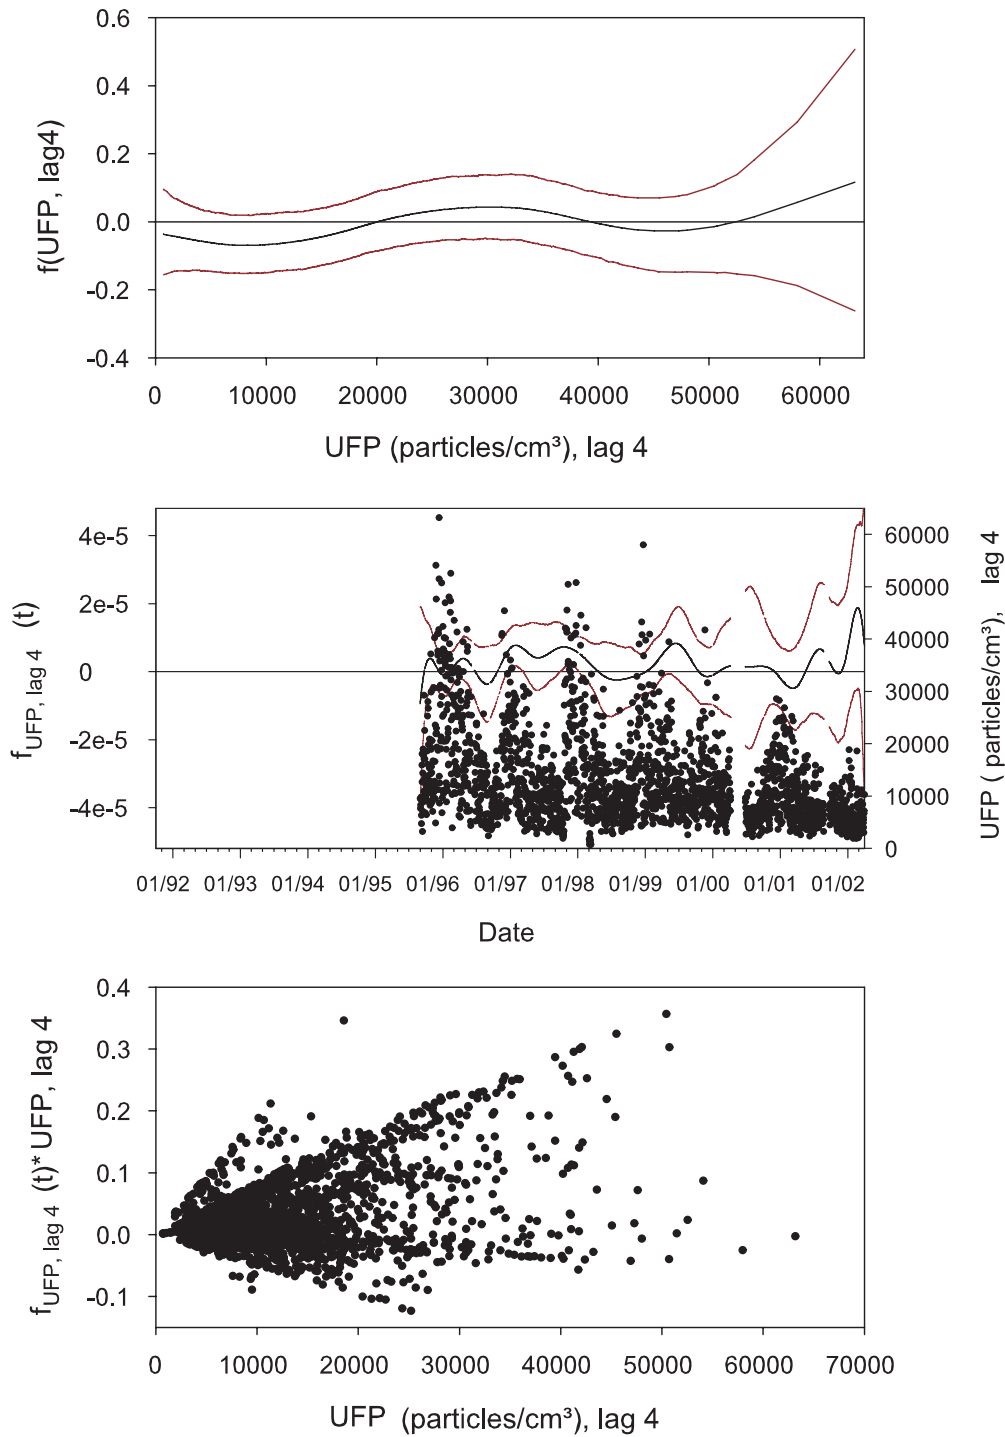 0.6
0.4
0.2
0.0
-0.2
-0.4
f(UFP, lag4)
0 10000 20000 30000 40000 50000 60000
UFP (particles/cm³), lag 4
4e-5
2e-5
0
-2e-5
-4e-5
f UFP, lag 4 (t)
60000
50000
40000
30000
20000
10000
0
UFP ( particles/cm³), lag 4
01/92 01/93 01/94 01/95 01/96 01/97 01/98 01/99 01/00 01/01 01/02
Date
0.4
0.3
0.2
0.1
0.0
-0.1
f UFP, lag 4 (t)* UFP, lag 4
0 10000 20000 30000 40000 50000 60000 70000
UFP (particles/cm³), lag 4